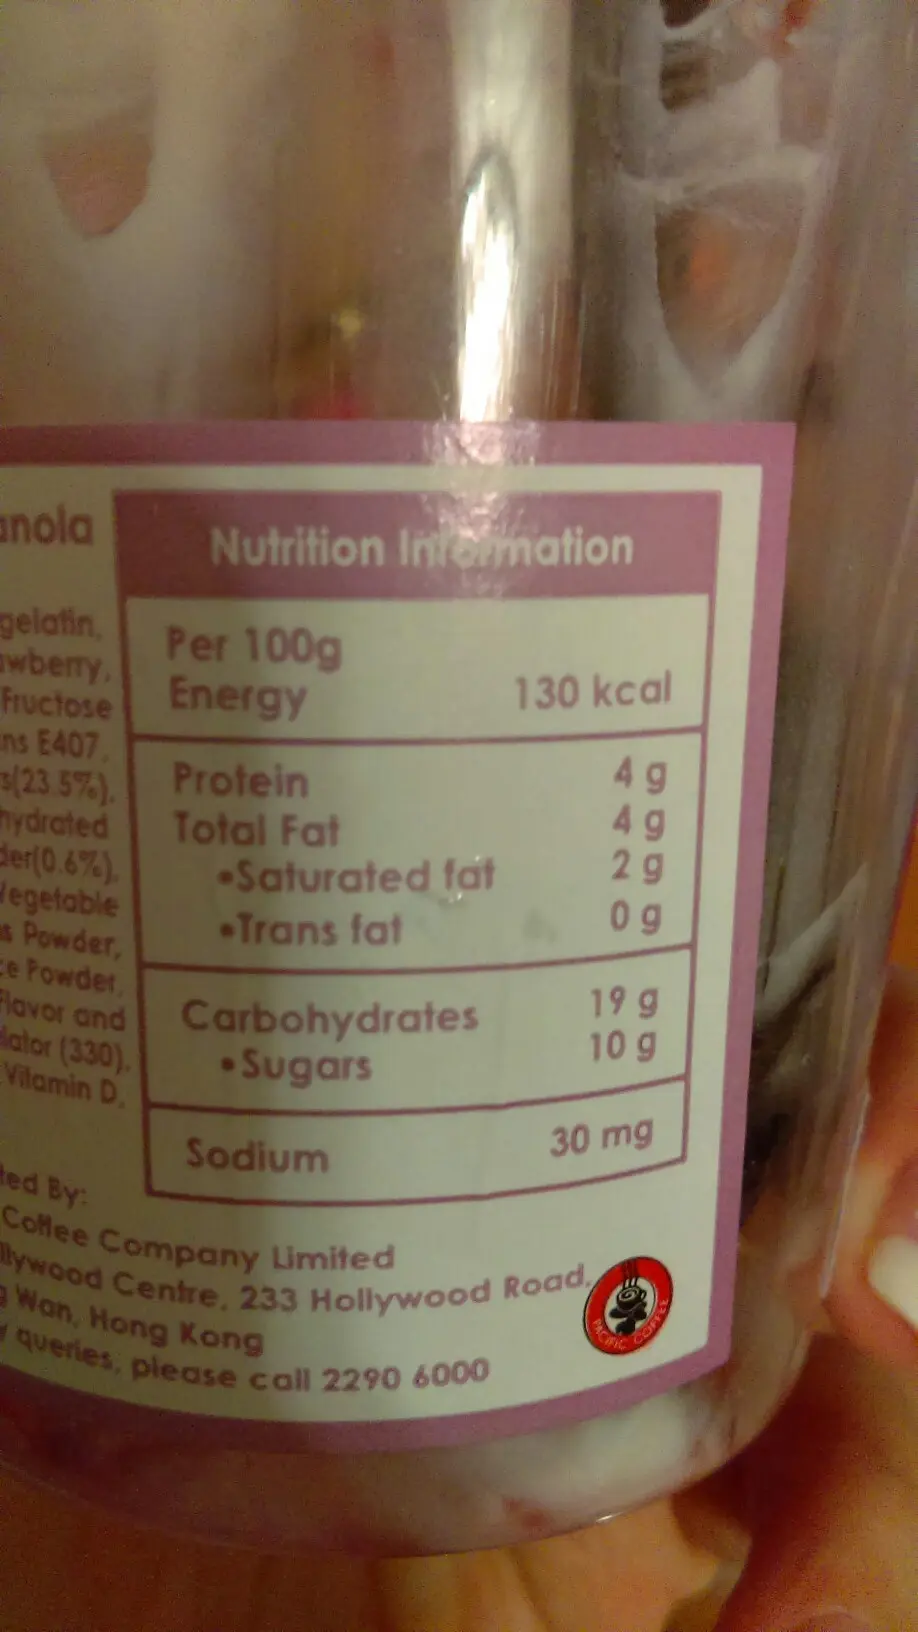 anola
gelatin,
wberry,
Fructose
ns E407,
s(23.5%),
hydrated
der(0.6%),
Vegetable
s Powder,
ce Powder,
Flavor and
lator (330),
Vitamin D,
Nutrition Information
Per 100g
Energy 130 kcal
Protein 4 g
Total Fat 4 g
•Saturated fat 2 g
•Trans fat 0 g
Carbohydrates 19 g
•Sugars 10 g
Sodium 30 mg
ted By:
Coffee Company Limited
llywood Centre, 233 Hollywood Road,
g Wan, Hong Kong
y queries, please call 2290 6000
PACIFIC COFFEE